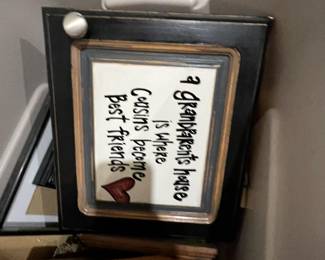 a Grandparents house
is where
Cousins become
Best friends